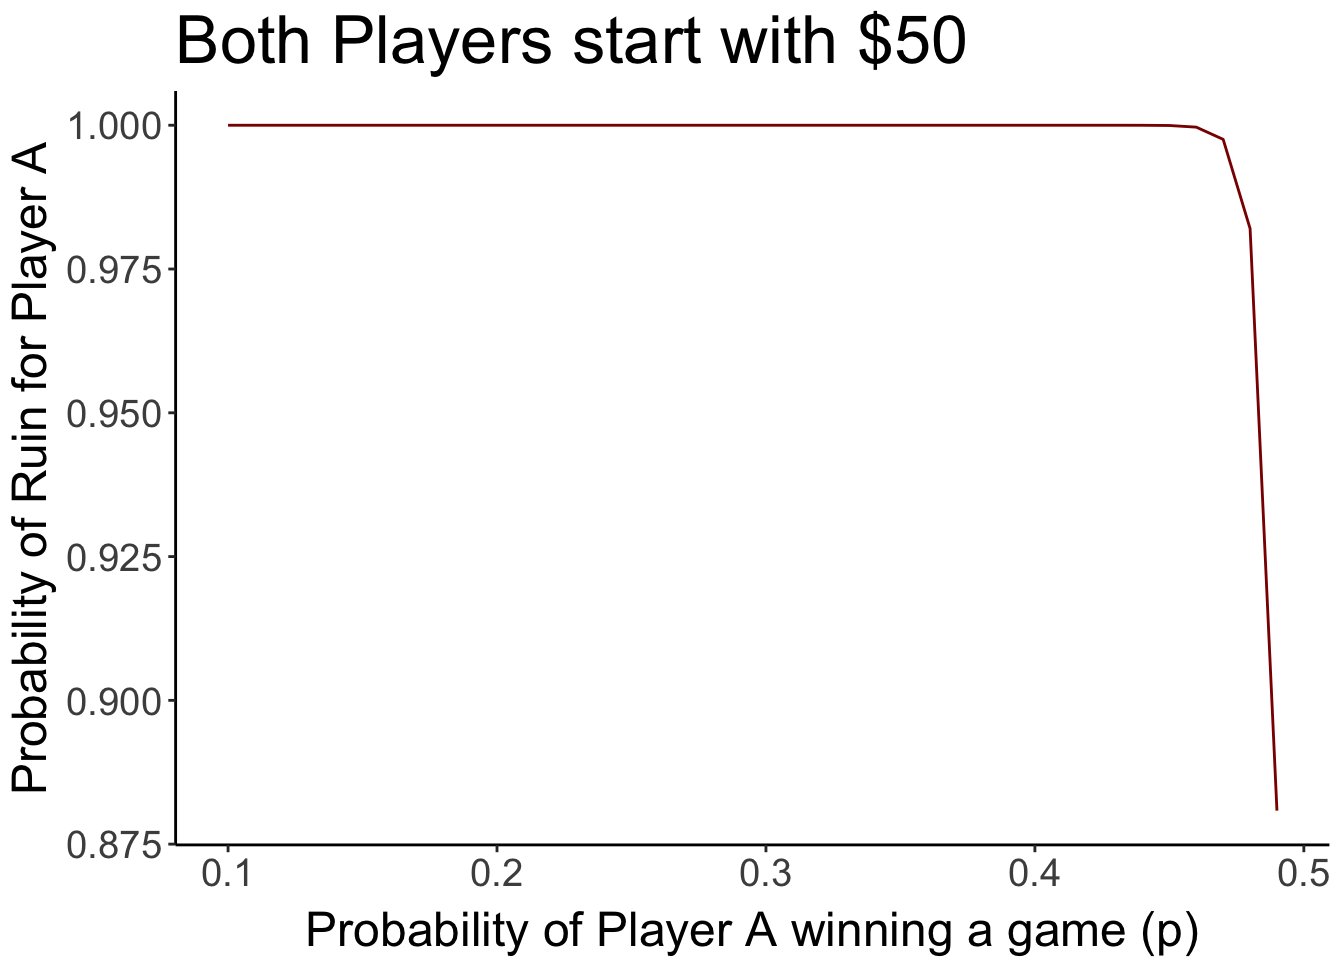 Both Players start with $50
Probability of Ruin for Player A
1.000
0.975
0.950
0.925
0.900
0.875
0.1 0.2 0.3 0.4 0.5
Probability of Player A winning a game (p)